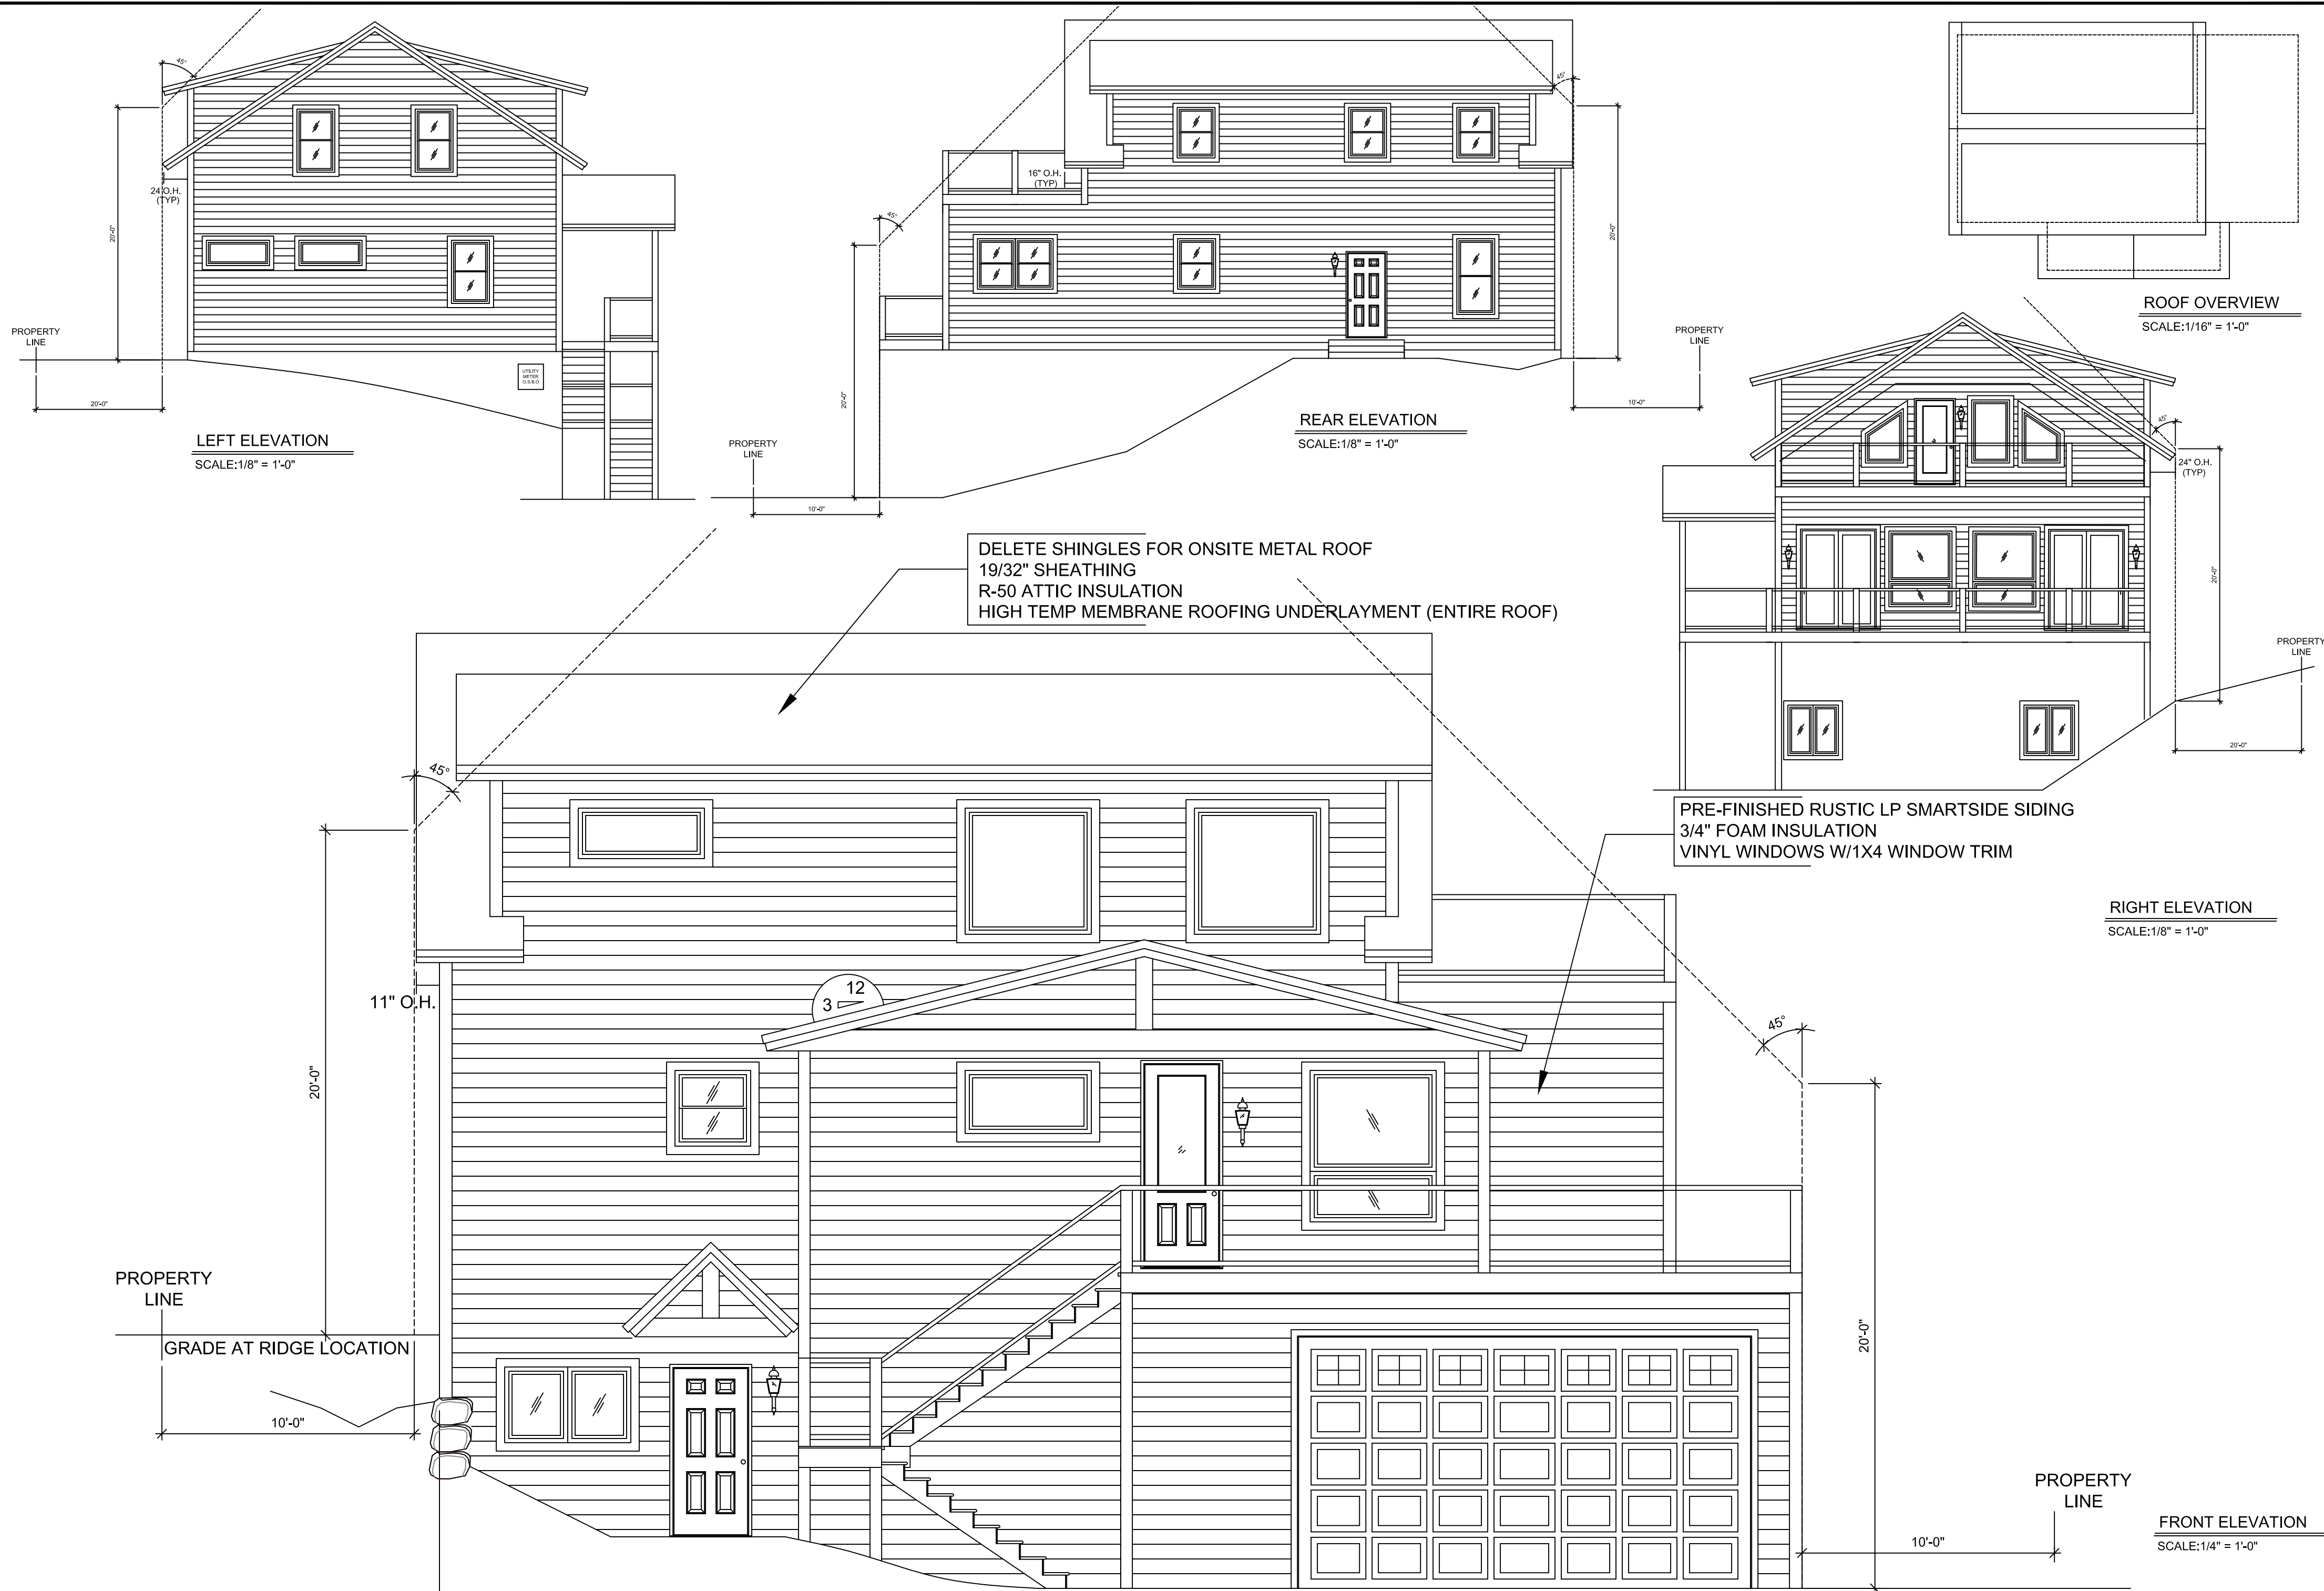 45°
24 O.H.
(TYP)
20'-0"
PROPERTY
LINE
20'-0"
UTILITY
METER
O.S.B.O
LEFT ELEVATION
SCALE:1/8" = 1'-0"
45°
16" O.H.
(TYP)
45°
20'-0"
20'-0"
PROPERTY
LINE
10'-0"
PROPERTY
LINE
10'-0"
REAR ELEVATION
SCALE:1/8" = 1'-0"
ROOF OVERVIEW
SCALE:1/16" = 1'-0"
45°
24" O.H.
(TYP)
20'-0"
PROPERTY
LINE
20'-0"
RIGHT ELEVATION
SCALE:1/8" = 1'-0"
DELETE SHINGLES FOR ONSITE METAL ROOF
19/32" SHEATHING
R-50 ATTIC INSULATION
HIGH TEMP MEMBRANE ROOFING UNDERLAYMENT (ENTIRE ROOF)
PRE-FINISHED RUSTIC LP SMARTSIDE SIDING
3/4" FOAM INSULATION
VINYL WINDOWS W/1X4 WINDOW TRIM
45°
11" O.H.
12
3
45°
20'-0"
PROPERTY
LINE
GRADE AT RIDGE LOCATION
10'-0"
20'-0"
PROPERTY
LINE
10'-0"
FRONT ELEVATION
SCALE:1/4" = 1'-0"